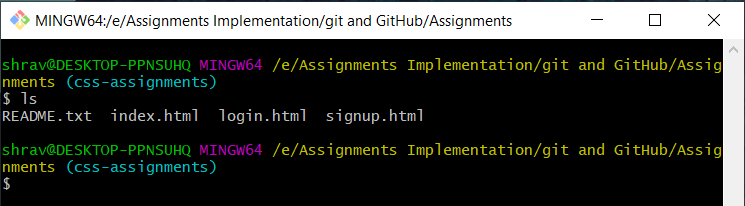 MINGW64:/e/Assignments Implementation/git and GitHub/Assignments
shrav@DESKTOP-PPNSUHQ MINGW64 /e/Assignments Implementation/git and GitHub/Assig
nments (css-assignments)
$ ls
README.txt  index.html  login.html  signup.html
shrav@DESKTOP-PPNSUHQ MINGW64 /e/Assignments Implementation/git and GitHub/Assig
nments (css-assignments)
$